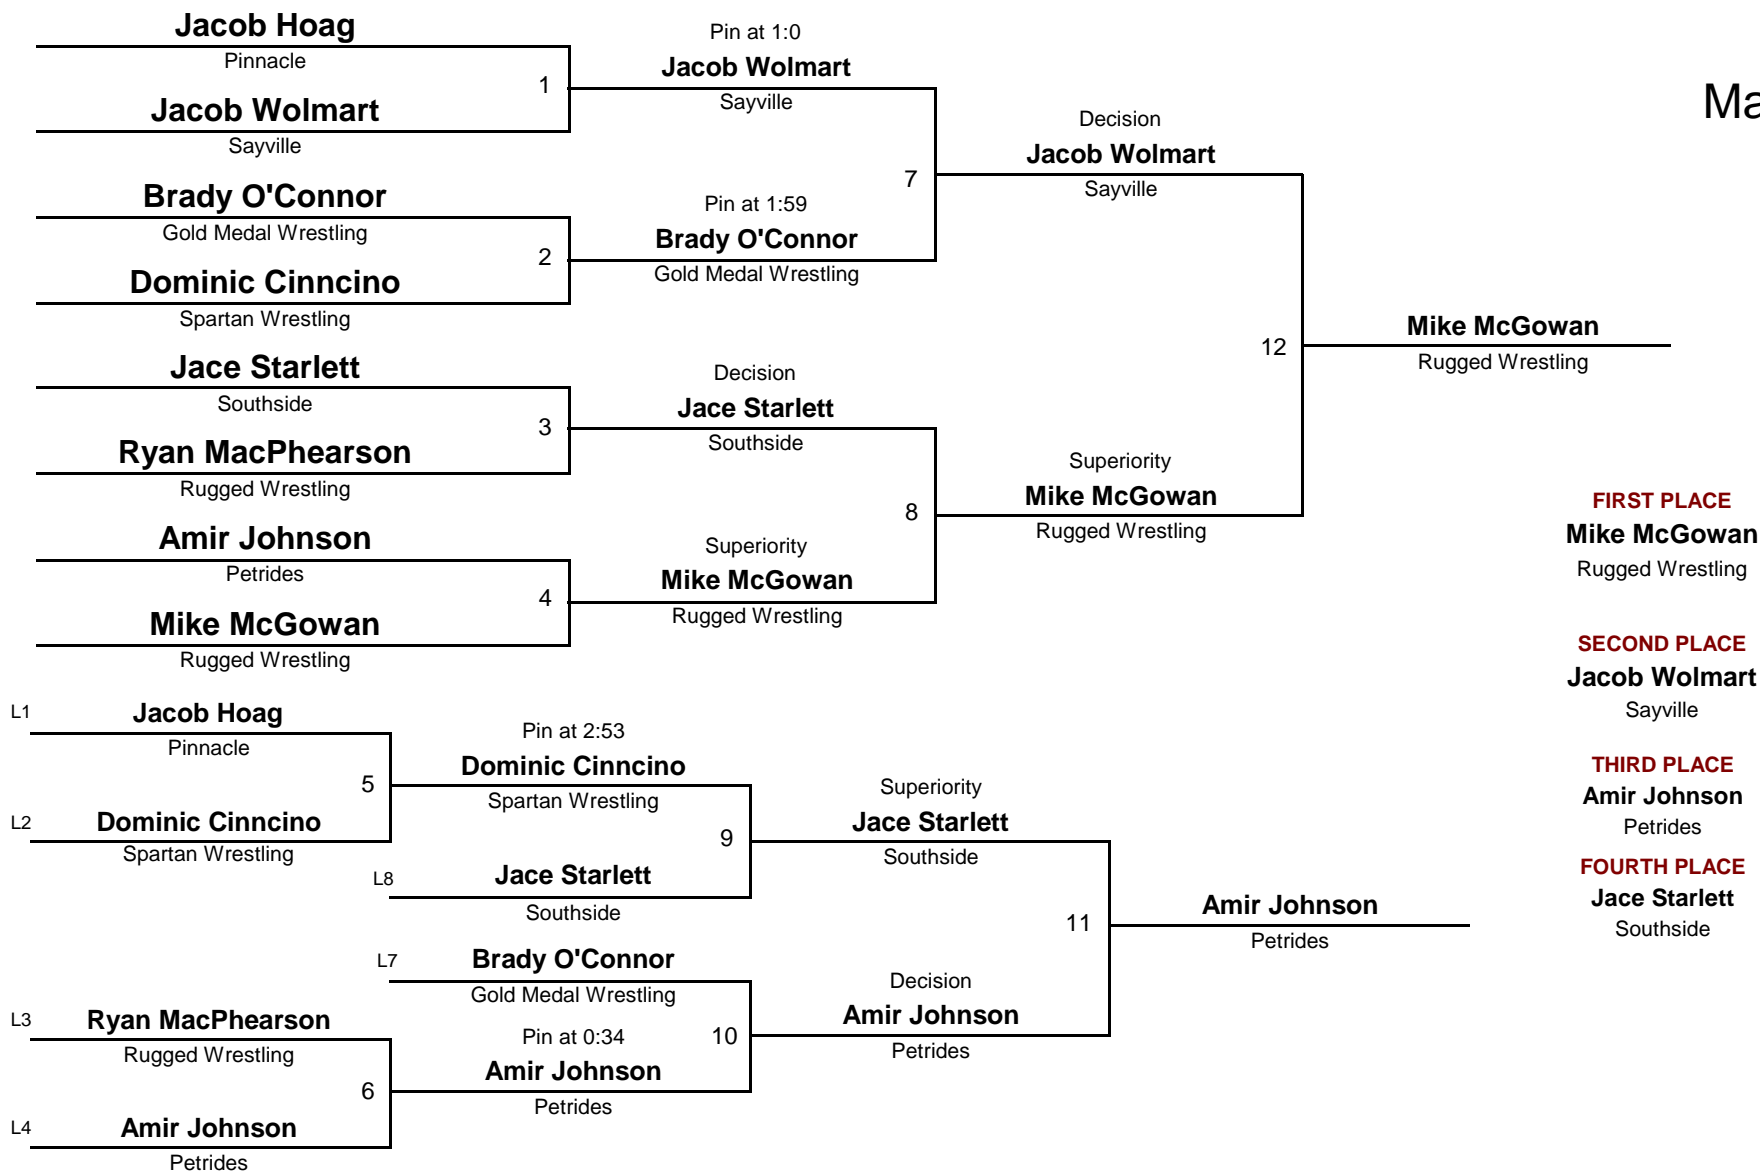 Jacob Hoag
Pinnacle
1
Jacob Wolmart
Sayville
Brady O'Connor
Gold Medal Wrestling
2
Dominic Cinncino
Spartan Wrestling
Jace Starlett
Southside
3
Ryan MacPhearson
Rugged Wrestling
Amir Johnson
Petrides
4
Mike McGowan
Rugged Wrestling
Pin at 1:0
Jacob Wolmart
Sayville
7
Pin at 1:59
Brady O'Connor
Gold Medal Wrestling
Decision
Jace Starlett
Southside
8
Superiority
Mike McGowan
Rugged Wrestling
Decision
Jacob Wolmart
Sayville
12
Superiority
Mike McGowan
Rugged Wrestling
Mike McGowan
Rugged Wrestling
Ma
FIRST PLACE
Mike McGowan
Rugged Wrestling
SECOND PLACE
Jacob Wolmart
Sayville
THIRD PLACE
Amir Johnson
Petrides
FOURTH PLACE
Jace Starlett
Southside
L1
Jacob Hoag
Pinnacle
5
L2
Dominic Cinncino
Spartan Wrestling
Pin at 2:53
Dominic Cinncino
Spartan Wrestling
9
L8
Jace Starlett
Southside
L7
Brady O'Connor
Gold Medal Wrestling
10
L3
Ryan MacPhearson
Rugged Wrestling
6
L4
Amir Johnson
Petrides
Pin at 0:34
Amir Johnson
Petrides
Superiority
Jace Starlett
Southside
11
Decision
Amir Johnson
Petrides
Amir Johnson
Petrides